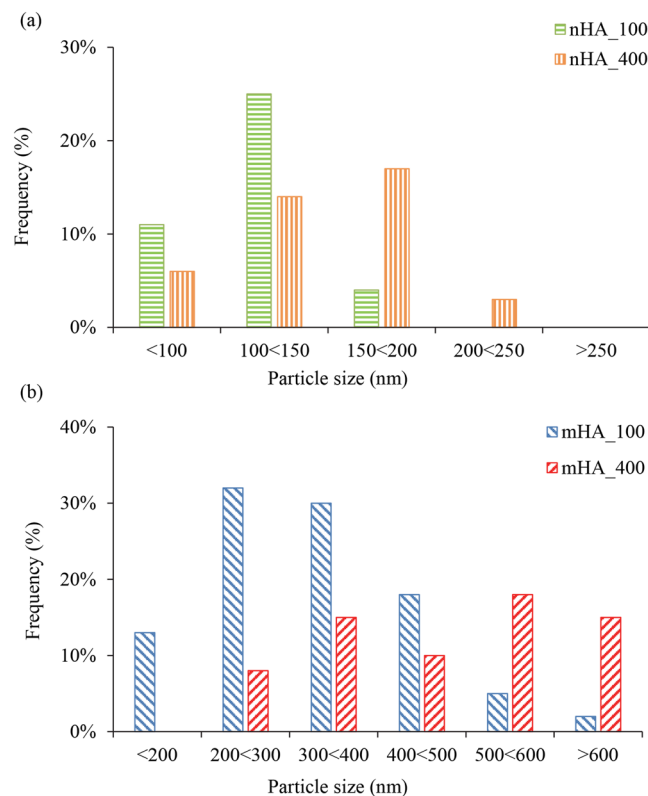 (a)
30%
20%
10%
0%
Frequency (%)
nHA_100
nHA_400
<100 100<150 150<200 200<250 >250
Particle size (nm)
(b)
40%
30%
20%
10%
0%
Frequency (%)
mHA_100
mHA_400
<200 200<300 300<400 400<500 500<600 >600
Particle size (nm)